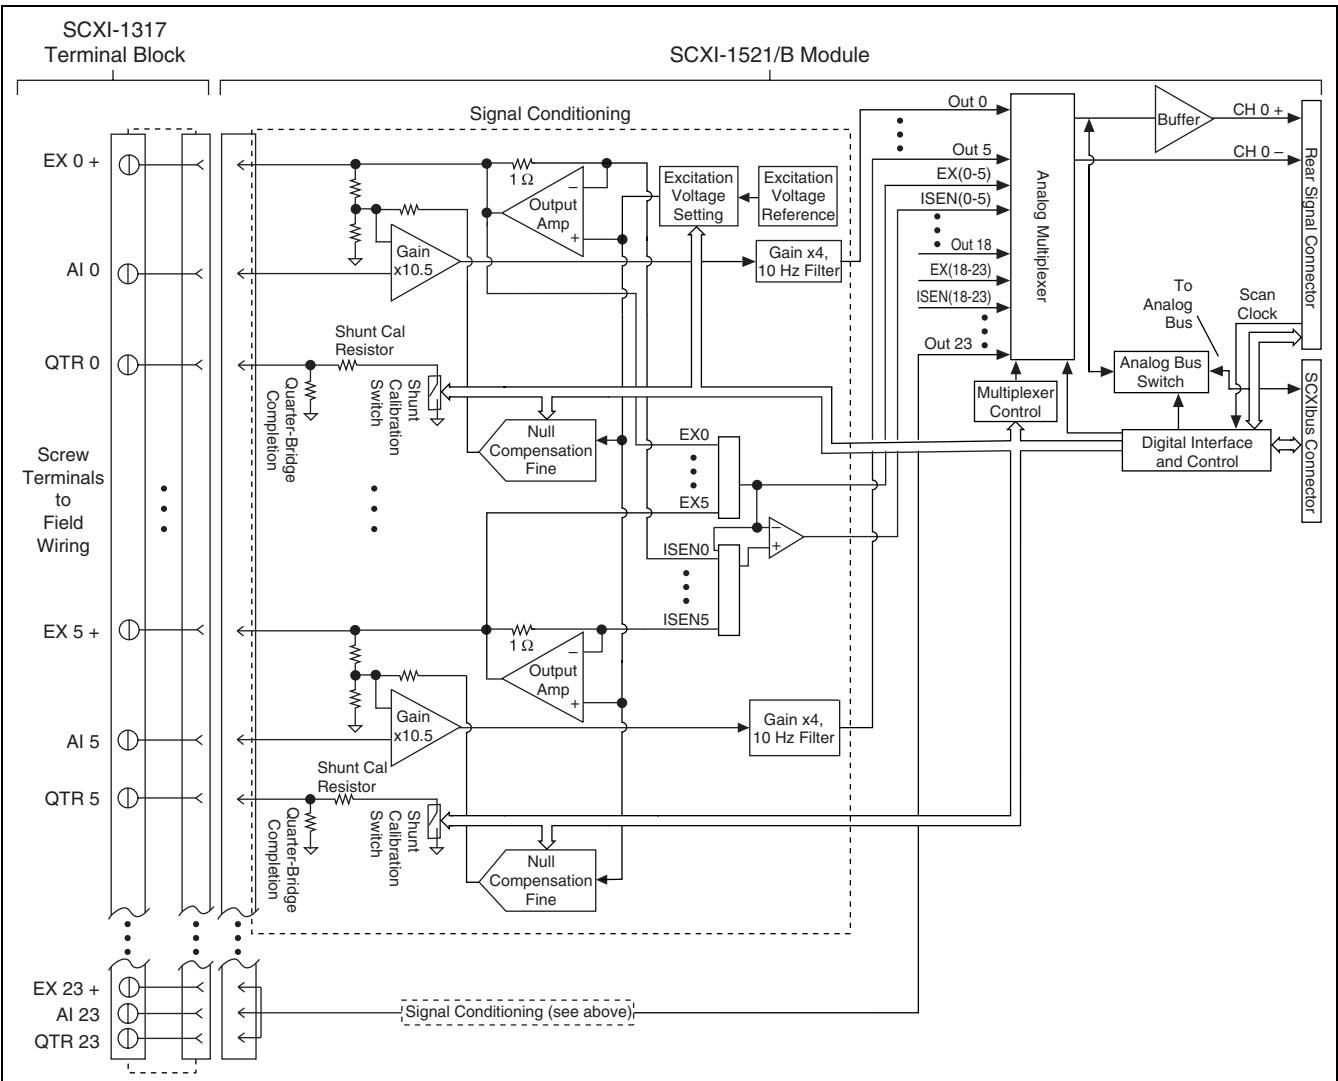 SCXI-1317
Terminal Block
SCXI-1521/B Module
Signal Conditioning
EX 0 +
AI 0
QTR 0
Screw
Terminals
to
Field
Wiring
EX 5 +
AI 5
QTR 5
EX 23 +
AI 23
QTR 23
1 Ω
Output
Amp
−
+
Gain
x10.5
Excitation
Voltage
Setting
Excitation
Voltage
Reference
Gain x4,
10 Hz Filter
Shunt Cal
Resistor
Quarter-Bridge
Completion
Shunt
Calibration
Switch
Null
Compensation
Fine
EX0
EX5
ISEN0
ISEN5
−
+
1 Ω
Output
Amp
−
+
Gain
x10.5
Gain x4,
10 Hz Filter
Shunt Cal
Resistor
Quarter-Bridge
Completion
Shunt
Calibration
Switch
Null
Compensation
Fine
Signal Conditioning (see above)
Out 0
Out 5
EX(0-5)
ISEN(0-5)
Out 18
EX(18-23)
ISEN(18-23)
Out 23
Analog Multiplexer
Buffer
CH 0 +
CH 0 −
Rear Signal Connector
To
Analog
Bus
Scan
Clock
Analog Bus
Switch
Multiplexer
Control
Digital Interface
and Control
SCXIbus Connector